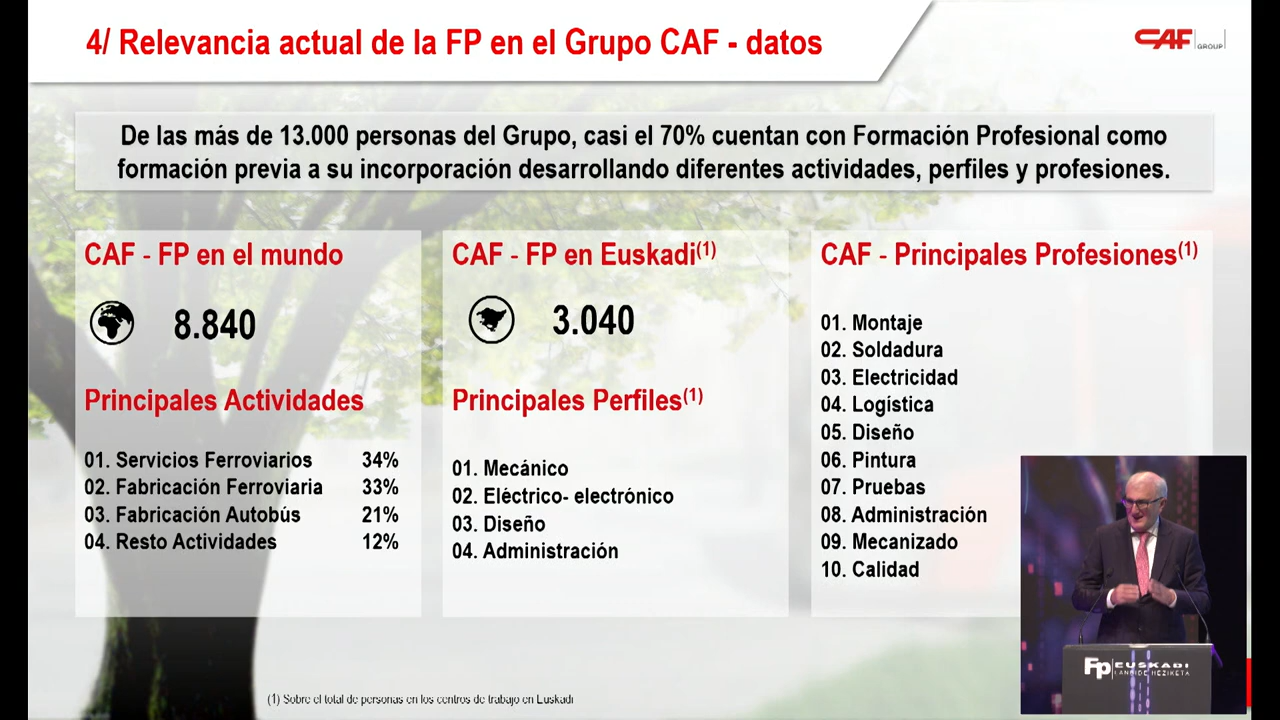 4/ Relevancia actual de la FP en el Grupo CAF - datos
CAF GROUP
De las más de 13.000 personas del Grupo, casi el 70% cuentan con Formación Profesional como
formación previa a su incorporación desarrollando diferentes actividades, perfiles y profesiones.
CAF - FP en el mundo
8.840
Principales Actividades
01. Servicios Ferroviarios 34%
02. Fabricación Ferroviaria 33%
03. Fabricación Autobús 21%
04. Resto Actividades 12%
CAF - FP en Euskadi(1)
3.040
Principales Perfiles(1)
01. Mecánico
02. Eléctrico- electrónico
03. Diseño
04. Administración
CAF - Principales Profesiones(1)
01. Montaje
02. Soldadura
03. Electricidad
04. Logística
05. Diseño
06. Pintura
07. Pruebas
08. Administración
09. Mecanizado
10. Calidad
Fp EUSKADI
LANBIDE HEZIKETA
(1) Sobre el total de personas en los centros de trabajo en Euskadi